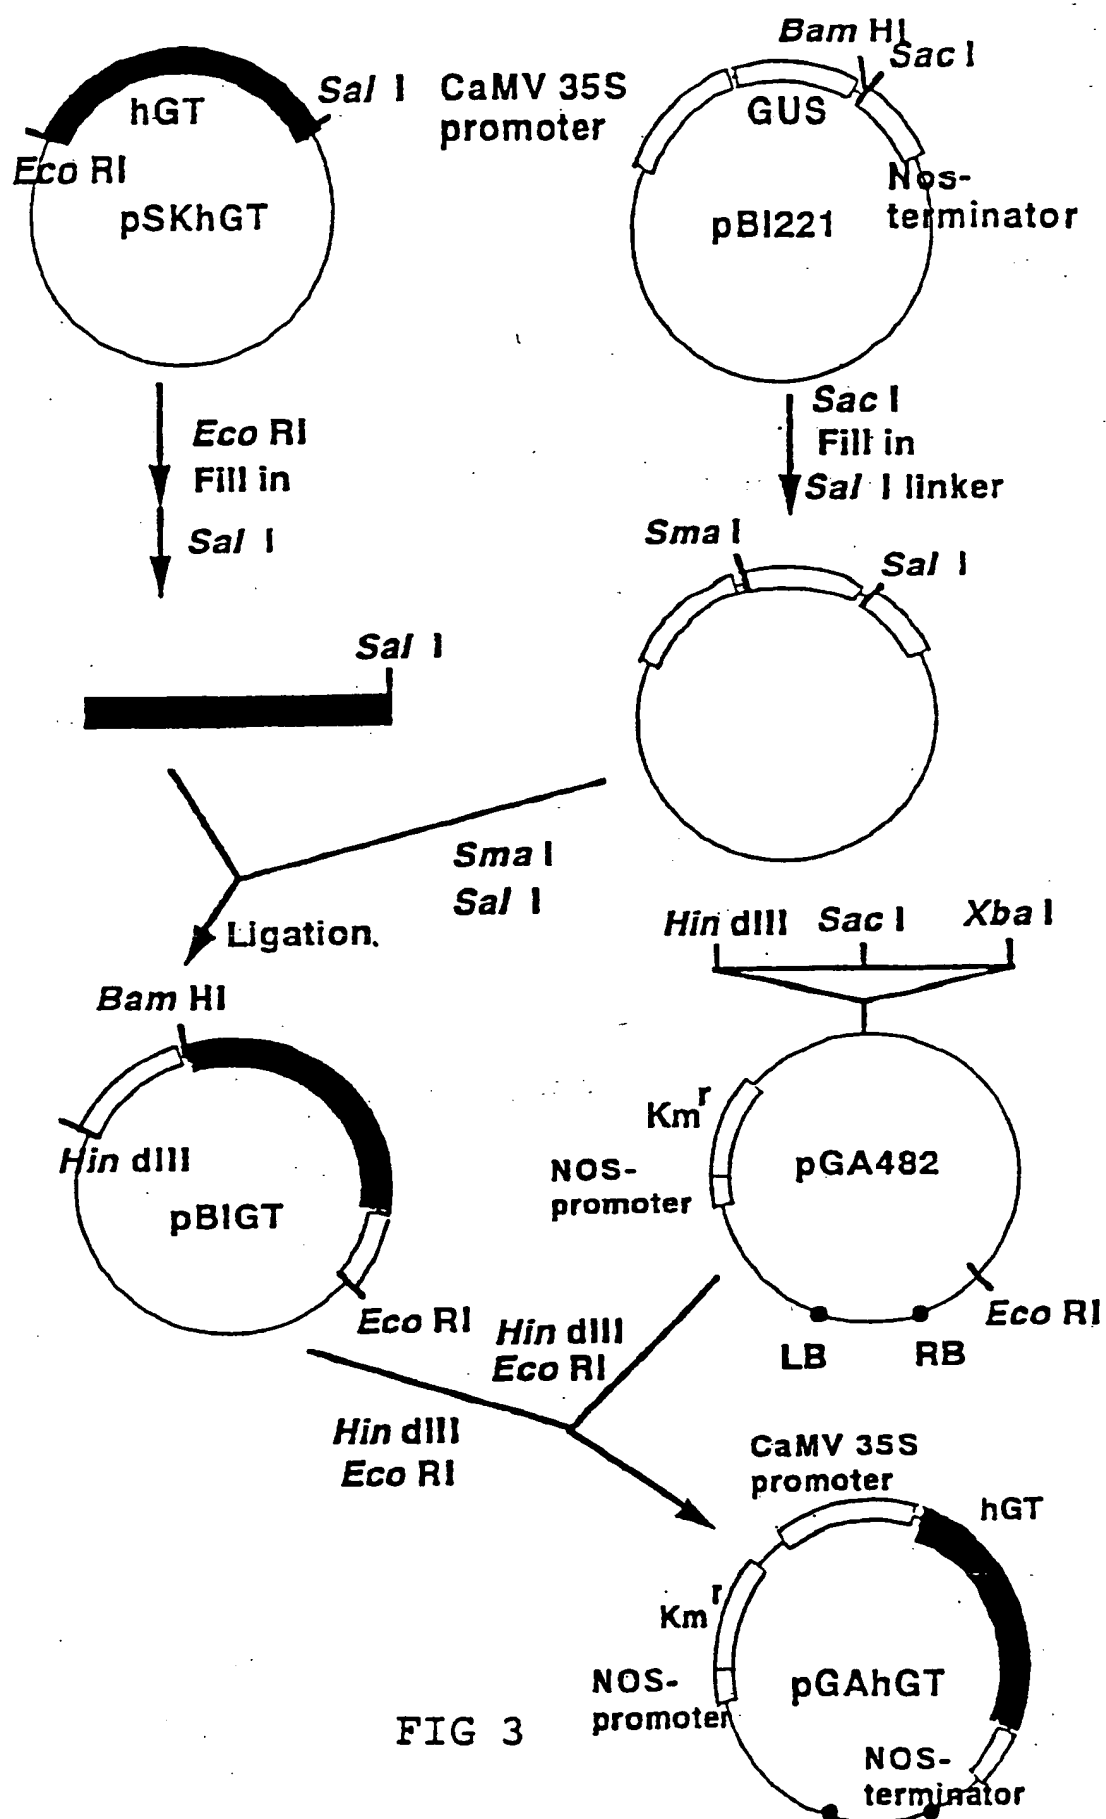 Bam HI
Sac I
hGT
Sal I
CaMV 35S
promoter
GUS
Eco RI
pSKhGT
pBI221
Nos-
terminator
Eco RI
Fill in
Sal I
Sac I
Fill in
Sal I linker
Sma I
Sal I
Sal I
Sma I
Sal I
Ligation.
Hin dIII
Sac I
Xba I
Bam HI
Hin dIII
pBIGT
Eco RI
Kmr
NOS-
promoter
pGA482
Eco RI
LB
RB
Hin dIII
Eco RI
Hin dIII
Eco RI
CaMV 35S
promoter
hGT
Kmr
NOS-
promoter
pGAhGT
NOS-
terminator
FIG 3